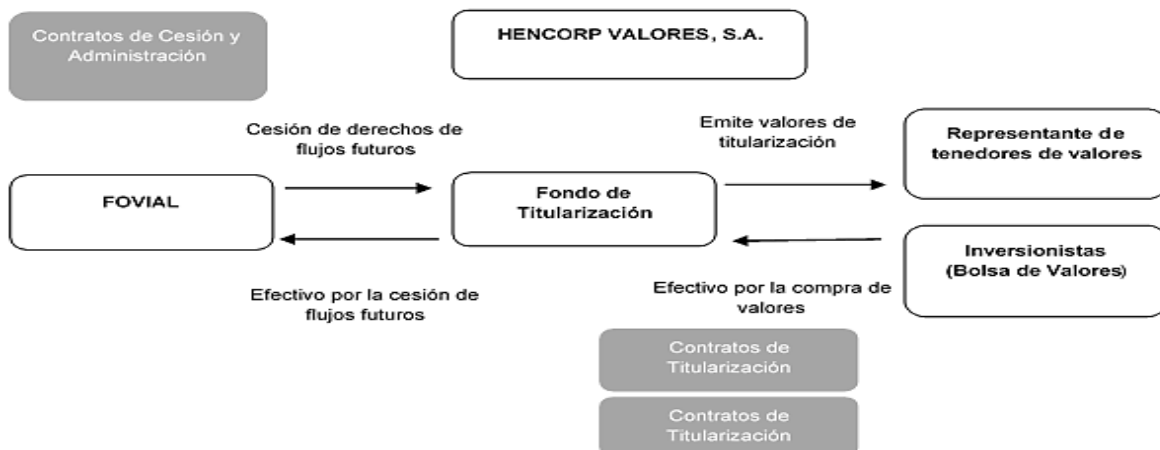 Contratos de Cesión y
Administración
HENCORP VALORES, S.A.
Cesión de derechos de
flujos futuros
Emite valores de
titularización
Representante de
tenedores de valores
FOVIAL
Fondo de
Titularización
Inversionistas
(Bolsa de Valores)
Efectivo por la cesión de
flujos futuros
Efectivo por la compra de
valores
Contratos de
Titularización
Contratos de
Titularización